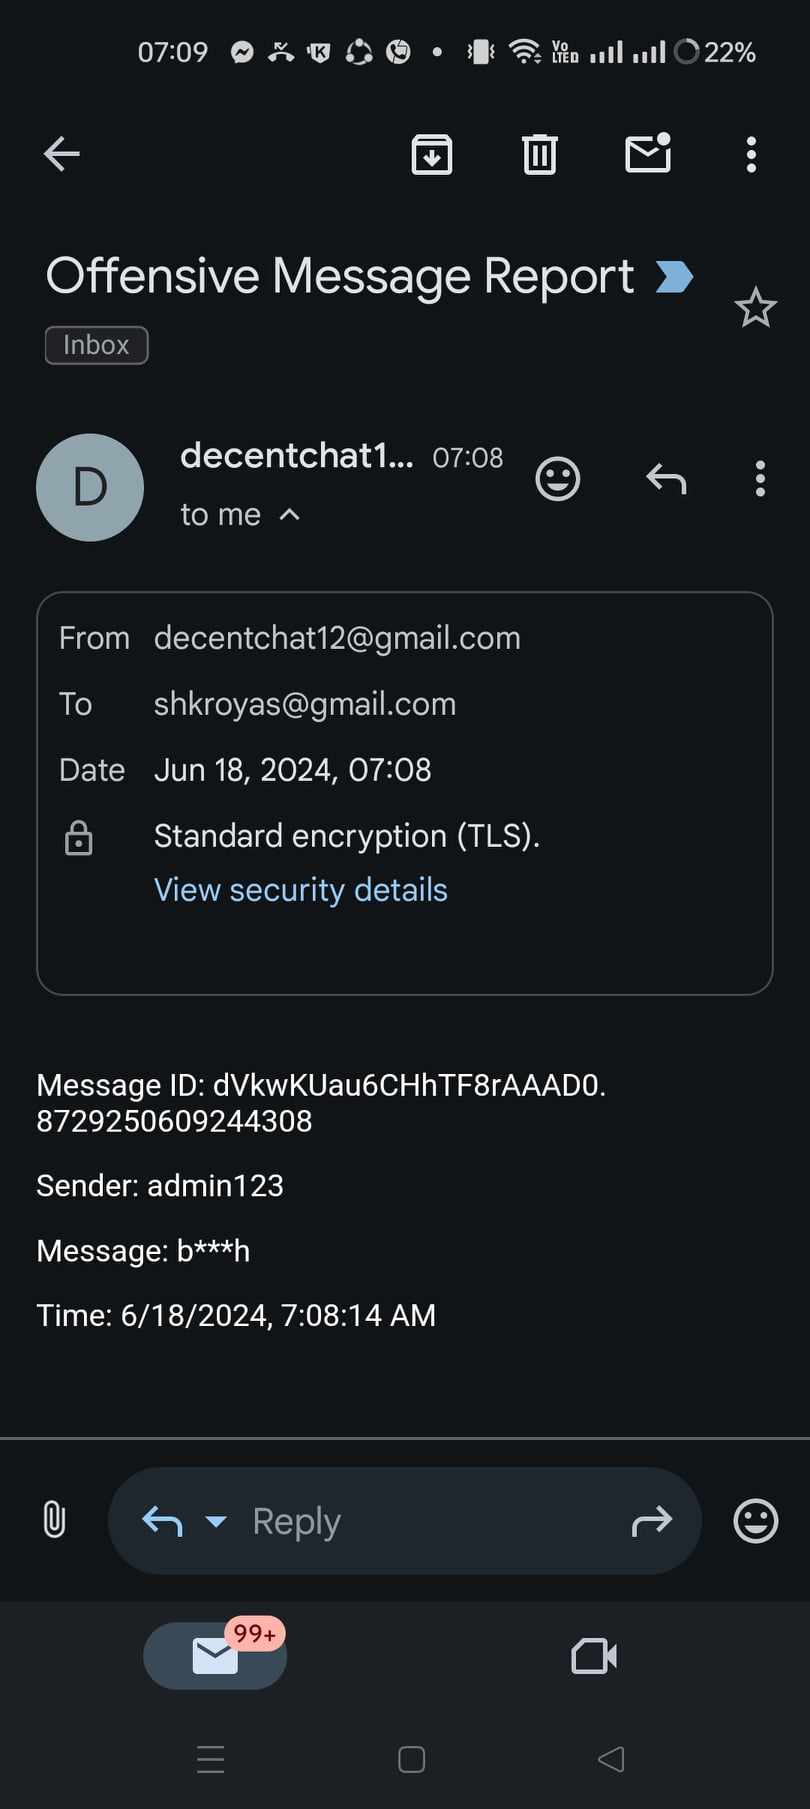 07:09
Vo
LTED
22%
Offensive Message Report
Inbox
D
decentchat1... 07:08
to me
From decentchat12@gmail.com
To shkroyas@gmail.com
Date Jun 18, 2024, 07:08
Standard encryption (TLS).
View security details
Message ID: dVkwKUau6CHhTF8rAAAD0.
8729250609244308
Sender: admin123
Message: b***h
Time: 6/18/2024, 7:08:14 AM
Reply
99+